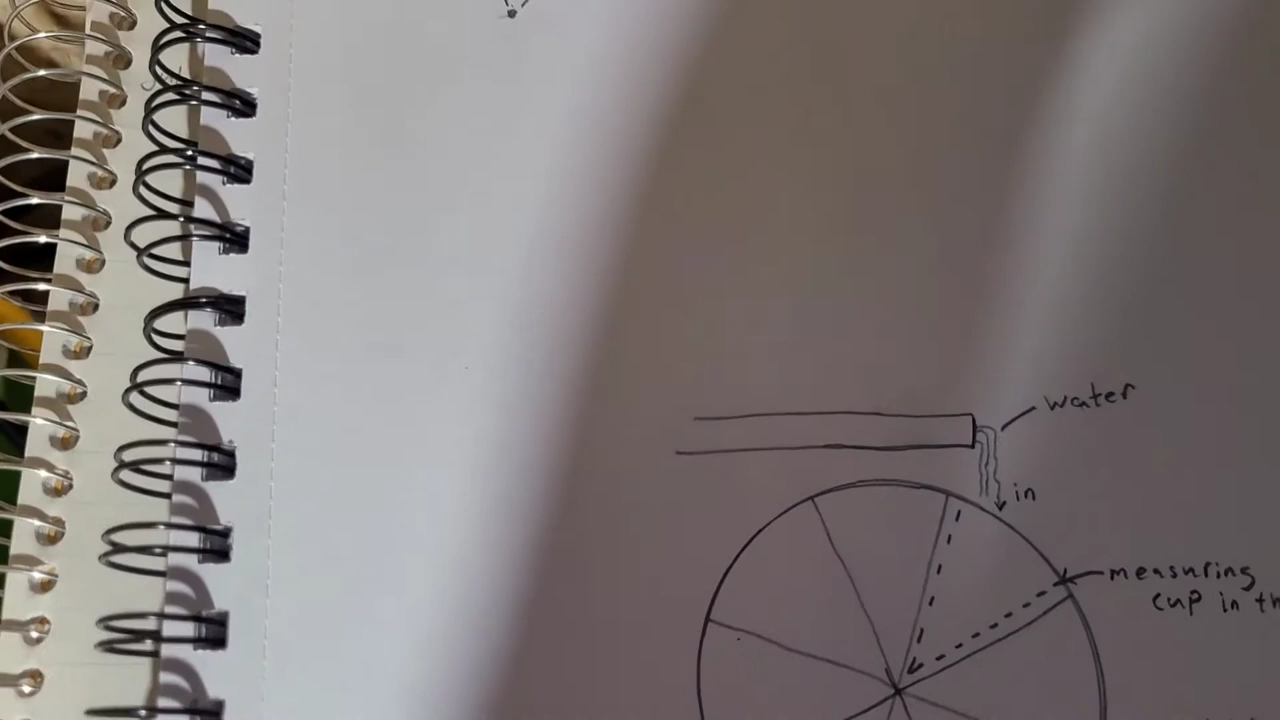 water
in
measuring
cup in th